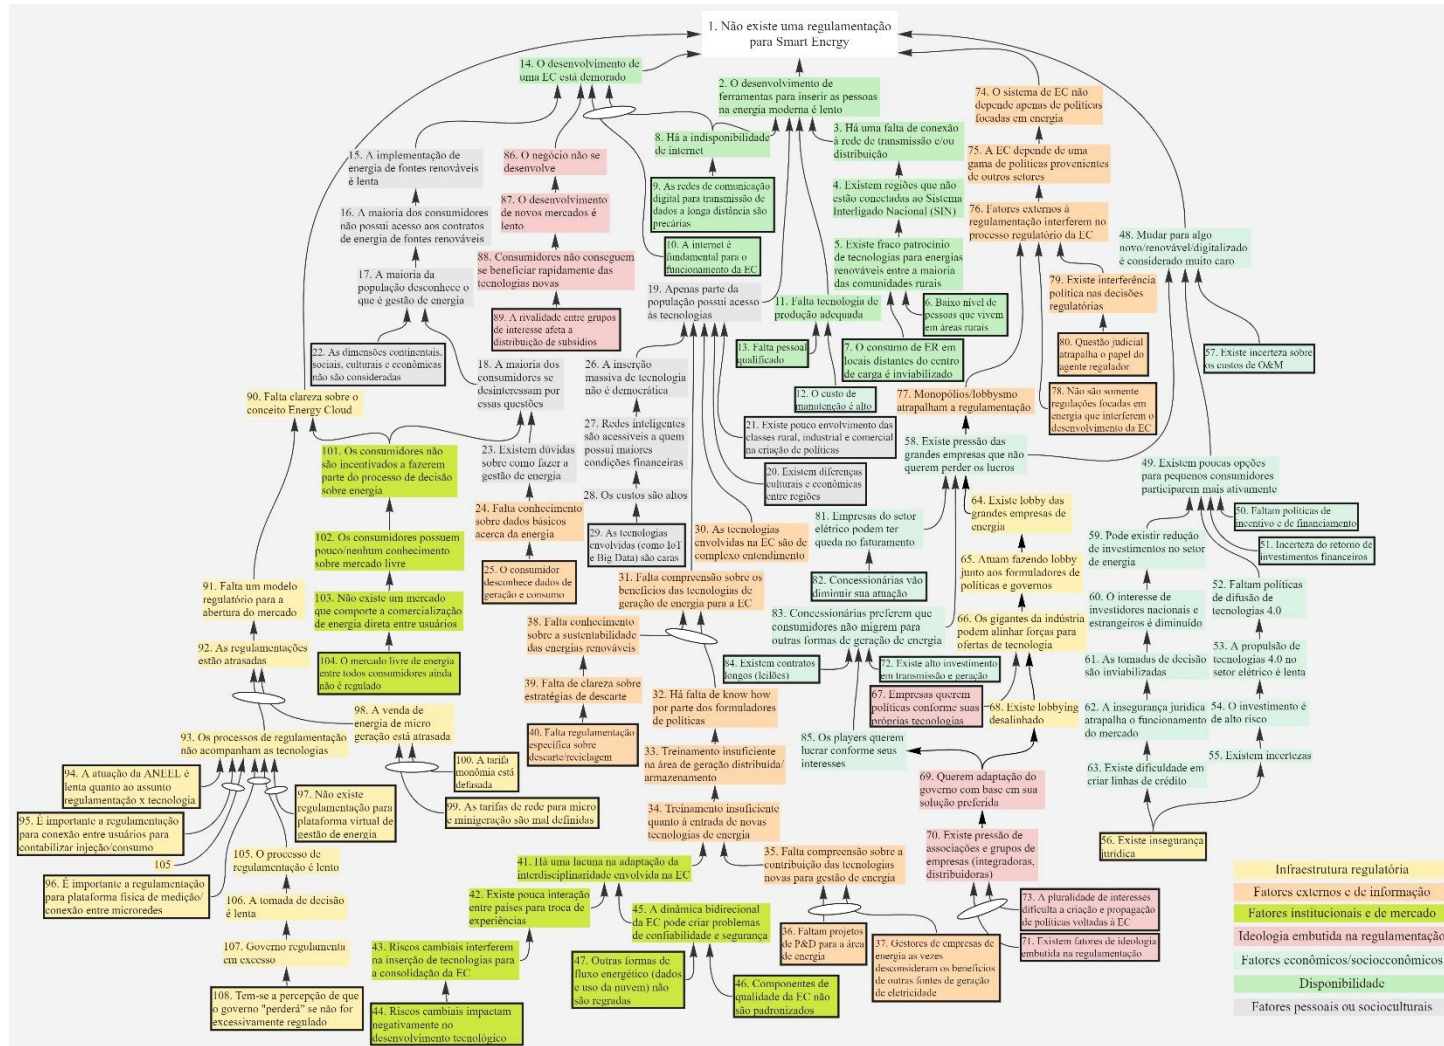 1. Não existe uma regulamentação
para Smart Energy
14. O desenvolvimento de
uma EC está demorado
2. O desenvolvimento de
ferramentas para inserir as pessoas
na energia moderna é lento
74. O sistema de EC não
depende apenas de políticas
focadas em energia
8. Há a indisponibilidade
de internet
3. Há uma falta de conexão
à rede de transmissão e/ou
distribuição
15. A implementação de
energia de fontes renováveis
é lenta
86. O negócio não se
desenvolve
75. A EC depende de uma
gama de políticas provenientes
de outros setores
9. As redes de comunicação
digital para transmissão de
dados a longa distância são
precárias
4. Existem regiões que não
estão conectadas ao Sistema
Interligado Nacional (SIN)
87. O desenvolvimento
de novos mercados é
lento
16. A maioria dos consumidores
não possui acesso aos contratos
de energia de fontes renováveis
76. Fatores externos à
regulamentação interferem no
processo regulatório da EC
48. Mudar para algo
novo/renovável/digitalizado
é considerado muito caro
10. A internet é
fundamental para o
funcionamento da EC
5. Existe fraco patrocínio
de tecnologias para energias
renováveis entre a maioria
das comunidades rurais
88. Consumidores não conseguem
se beneficiar rapidamente das
tecnologias novas
17. A maioria da
população desconhece o
que é gestão de energia
19. Apenas parte da
população possui acesso
às tecnologias
79. Existe interferência
política nas decisões
regulatórias
11. Falta tecnologia de
produção adequada
6. Baixo nível de
pessoas que vivem
em áreas rurais
89. A rivalidade entre grupos
de interesse afeta a
distribuição de subsídios
80. Questão judicial
atrapalha o papel do
agente regulador
57. Existe incerteza sobre
os custos de O&M
13. Falta pessoal
qualificado
7. O consumo de ER em
locais distantes do centro
de carga é inviabilizado
22. As dimensões continentais,
sociais, culturais e econômicas
não são consideradas
18. A maioria dos
consumidores se
desinteressam por
essas questões
26. A inserção
massiva de tecnologia
não é democrática
12. O custo de
manutenção é alto
77. Monopólios/lobbysmo
atrapalham a regulamentação
78. Não são somente
regulações focadas em
energia que interferem o
desenvolvimento da EC
90. Falta clareza sobre o
conceito Energy Cloud
27. Redes inteligentes
são acessíveis a quem
possui maiores
condições financeiras
21. Existe pouco envolvimento das
classes rural, industrial e comercial
na criação de políticas
58. Existe pressão das
grandes empresas que não
querem perder os lucros
101. Os consumidores não
são incentivados a fazerem
parte do processo de decisão
sobre energia
23. Existem dúvidas
sobre como fazer a
gestão de energia
20. Existem diferenças
culturais e econômicas
entre regiões
49. Existem poucas opções
para pequenos consumidores
participarem mais ativamente
28. Os custos são altos
64. Existe lobby das
grandes empresas de
energia
24. Falta conhecimento
sobre dados básicos
acerca da energia
81. Empresas do setor
elétrico podem ter
queda no faturamento
50. Faltam políticas de
incentivo e de financiamento
29. As tecnologias
envolvidas (como IoT
e Big Data) são caras
30. As tecnologias
envolvidas na EC são de
complexo entendimento
59. Pode existir redução
de investimentos no setor
de energia
51. Incerteza do retorno de
investimentos financeiros
102. Os consumidores possuem
pouco/nenhum conhecimento
sobre mercado livre
65. Atuam fazendo lobby
junto aos formuladores de
políticas e governos
25. O consumidor
desconhece dados de
geração e consumo
31. Falta compreensão sobre os
benefícios das tecnologias de
geração de energia para a EC
82. Concessionárias vão
diminuir sua atuação
91. Falta um modelo
regulatório para a
abertura do mercado
52. Faltam políticas
de difusão de
tecnologias 4.0
103. Não existe um mercado
que comporte a comercialização
de energia direta entre usuários
60. O interesse de
investidores nacionais e
estrangeiros é diminuído
83. Concessionárias preferem que
consumidores não migrem para
outras formas de geração de energia
66. Os gigantes da indústria
podem alinhar forças para
ofertas de tecnologia
38. Falta conhecimento
sobre a sustentabilidade
das energias renováveis
92. As regulamentações
estão atrasadas
53. A propulsão de
tecnologias 4.0 no
setor elétrico é lenta
104. O mercado livre de energia
entre todos consumidores ainda
não é regulado
84. Existem contratos
longos (leilões)
72. Existe alto investimento
em transmissão e geração
61. As tomadas de decisão
são inviabilizadas
39. Falta de clareza sobre
estratégias de descarte
32. Há falta de know how
por parte dos formuladores
de políticas
67. Empresas querem
políticas conforme suas
próprias tecnologias
68. Existe lobbying
desalinhado
98. A venda de
energia de micro
geração está atrasada
62. A insegurança jurídica
atrapalha o funcionamento
do mercado
54. O investimento é
de alto risco
93. Os processos de regulamentação
não acompanham as tecnologias
40. Falta regulamentação
específica sobre
descarte/reciclagem
85. Os players querem
lucrar conforme seus
interesses
33. Treinamento insuficiente
na área de geração distribuída/
armazenamento
55. Existem incertezas
100. A tarifa
monômia está
defasada
94. A atuação da ANEEL é
lenta quanto ao assunto
regulamentação x tecnologia
63. Existe dificuldade em
criar linhas de crédito
69. Querem adaptação do
governo com base em sua
solução preferida
97. Não existe
regulamentação para
plataforma virtual de
gestão de energia
99. As tarifas de rede para micro
e minigeração são mal definidas
95. É importante a regulamentação
para conexão entre usuários para
contabilizar injeção/consumo
34. Treinamento insuficiente
quanto à entrada de novas
tecnologias de energia
70. Existe pressão de
associações e grupos de
empresas (integradoras,
distribuidoras)
56. Existe insegurança
jurídica
105
105. O processo de
regulamentação é lento
35. Falta compreensão sobre a
contribuição das tecnologias
novas para gestão de energia
41. Há uma lacuna na adaptação da
interdisciplinaridade envolvida na EC
96. É importante a regulamentação
para plataforma física de medição/
conexão entre microredes
42. Existe pouca interação
entre países para troca de
experiências
106. A tomada de decisão
é lenta
45. A dinâmica bidirecional
da EC pode criar problemas
de confiabilidade e segurança
73. A pluralidade de interesses
dificulta a criação e propagação
de políticas voltadas à EC
36. Faltam projetos
de P&D para a área
de energia
37. Gestores de empresas de
energia as vezes
desconsideram os benefícios
de outras fontes de geração
de eletricidade
71. Existem fatores de ideologia
embutida na regulamentação
107. Governo regulamenta
em excesso
43. Riscos cambiais interferem
na inserção de tecnologias para
a consolidação da EC
47. Outras formas de
fluxo energético (dados
e uso da nuvem) não
são regradas
46. Componentes de
qualidade da EC não
são padronizados
108. Tem-se a percepção de que
o governo "perderá" se não for
excessivamente regulado
44. Riscos cambiais impactam
negativamente no
desenvolvimento tecnológico
Infraestrutura regulatória
Fatores externos e de informação
Fatores institucionais e de mercado
Ideologia embutida na regulamentação
Fatores econômicos/socioeconômicos
Disponibilidade
Fatores pessoais ou socioculturais